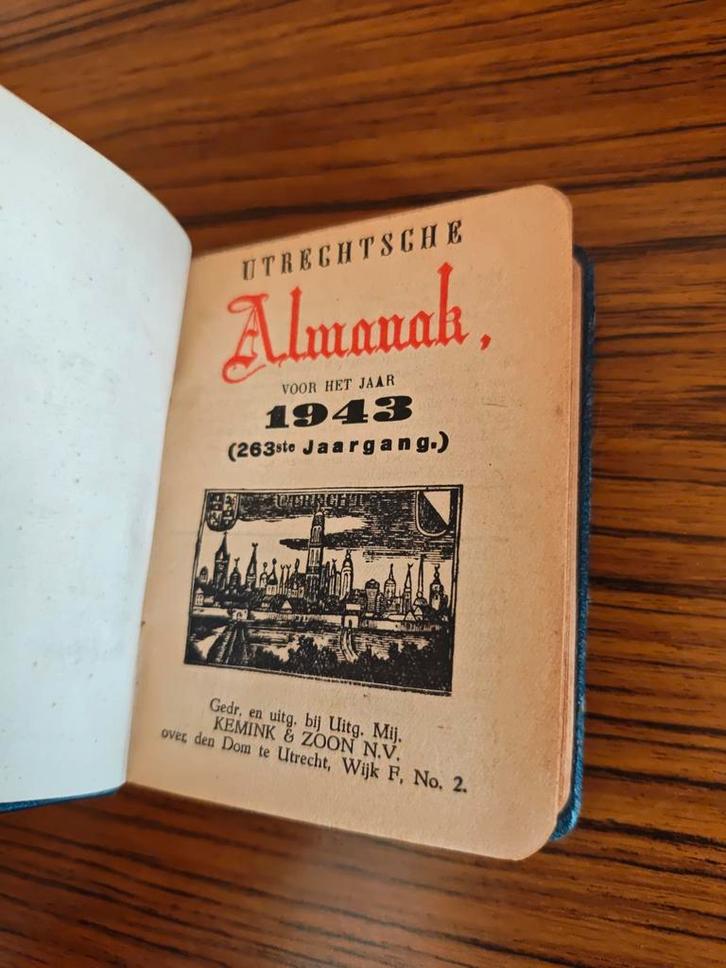 UTRECHTSCHE
Almanak,
VOOR HET JAAR
1943
(263ste Jaargang.)
UTRECHT
Gedr. en uitg. bij Uitg. Mij.
KEMINK & ZOON N.V.
over den Dom te Utrecht, Wijk F, No. 2.